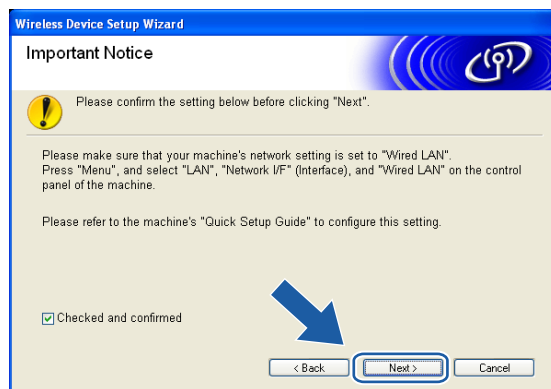 Wireless Device Setup Wizard
Important Notice
Please confirm the setting below before clicking "Next".
Please make sure that your machine's network setting is set to "Wired LAN".
Press "Menu", and select "LAN", "Network I/F" (Interface), and "Wired LAN" on the control
panel of the machine.
Please refer to the machine's "Quick Setup Guide" to configure this setting.
Checked and confirmed
< Back
Next >
Cancel